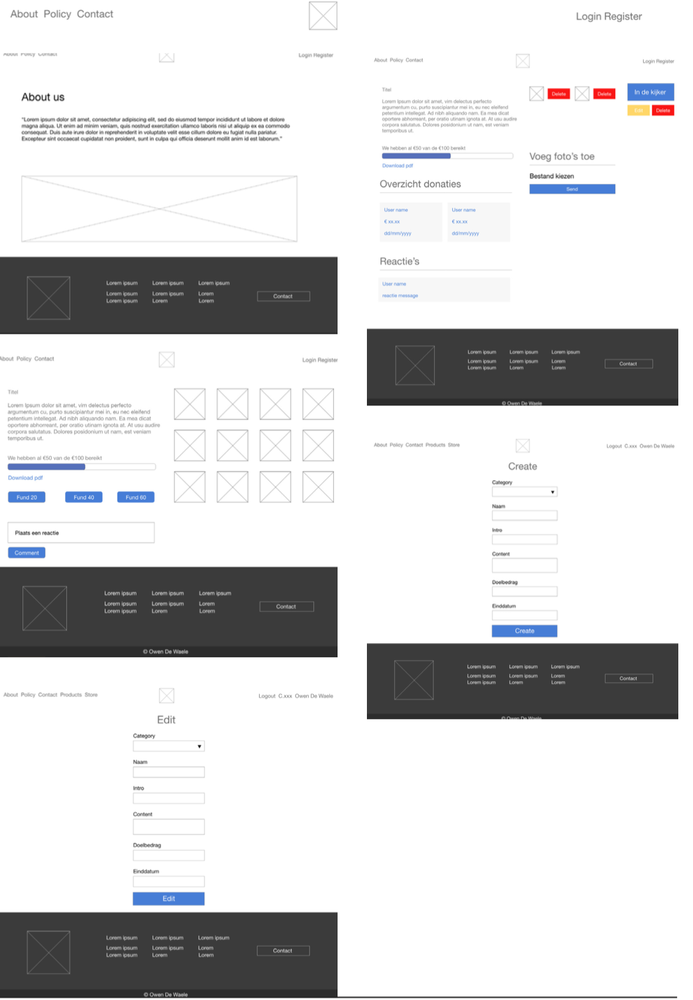 About Policy Contact
Login Register
About Policy Contact
Login Register
About us
"Lorem ipsum dolor sit amet, consectetur adipiscing elit, sed do eiusmod tempor incididunt ut labore et dolore
magna aliqua. Ut enim ad minim veniam, quis nostrud exercitation ullamco laboris nisi ut aliquip ex ea commodo
consequat. Duis aute irure dolor in reprehenderit in voluptate velit esse cillum dolore eu fugiat nulla pariatur.
Excepteur sint occaecat cupidatat non proident, sunt in culpa qui officia deserunt mollit anim id est laborum."
Lorem ipsum Lorem ipsum Lorem ipsum
Lorem ipsum Lorem ipsum Lorem
Lorem ipsum Lorem Lorem
Contact
About Policy Contact
Login Register
Titel
Lorem Ipsum dolor sit amet, vim delectus perfecto
argumentum cu, purto suscipiantur mei in, eu nec eleifend
petentium intellegat. Ad nibh aliquando nam. Ea mea dicat
oportere abhorreant, per oratio utinam ignota at. At usu audire
corpora salutatus. Dolores posidonium ut nam, est veniam
temporibus ut.
We hebben al €50 van de €100 bereikt
Download pdf
Fund 20 Fund 40 Fund 60
Plaats een reactie
Comment
Lorem ipsum Lorem ipsum Lorem ipsum
Lorem ipsum Lorem ipsum Lorem
Lorem ipsum Lorem Lorem
Contact
© Owen De Waele
About Policy Contact Products Store
Logout C.xxx Owen De Waele
Edit
Category
Naam
Intro
Content
Doelbedrag
Einddatum
Edit
Lorem ipsum Lorem ipsum Lorem ipsum
Lorem ipsum Lorem ipsum Lorem
Lorem ipsum Lorem Lorem
Contact
© Owen De Waele
About Policy Contact
Login Register
Titel
Lorem Ipsum dolor sit amet, vim delectus perfecto
argumentum cu, purto suscipiantur mei in, eu nec eleifend
petentium intellegat. Ad nibh aliquando nam. Ea mea dicat
oportere abhorreant, per oratio utinam ignota at. At usu audire
corpora salutatus. Dolores posidonium ut nam, est veniam
temporibus ut.
We hebben al €50 van de €100 bereikt
Download pdf
Delete Delete
In de kijker
Edit Delete
Voeg foto's toe
Bestand kiezen
Send
Overzicht donaties
User name User name
€ xx.xx € xx.xx
dd/mm/yyyy dd/mm/yyyy
Reactie's
User name
reactie message
Lorem ipsum Lorem ipsum Lorem ipsum
Lorem ipsum Lorem ipsum Lorem
Lorem ipsum Lorem Lorem
Contact
© Owen De Waele
About Policy Contact Products Store
Logout C.xxx Owen De Waele
Create
Category
Naam
Intro
Content
Doelbedrag
Einddatum
Create
Lorem ipsum Lorem ipsum Lorem ipsum
Lorem ipsum Lorem ipsum Lorem
Lorem ipsum Lorem Lorem
Contact
© Owen De Waele